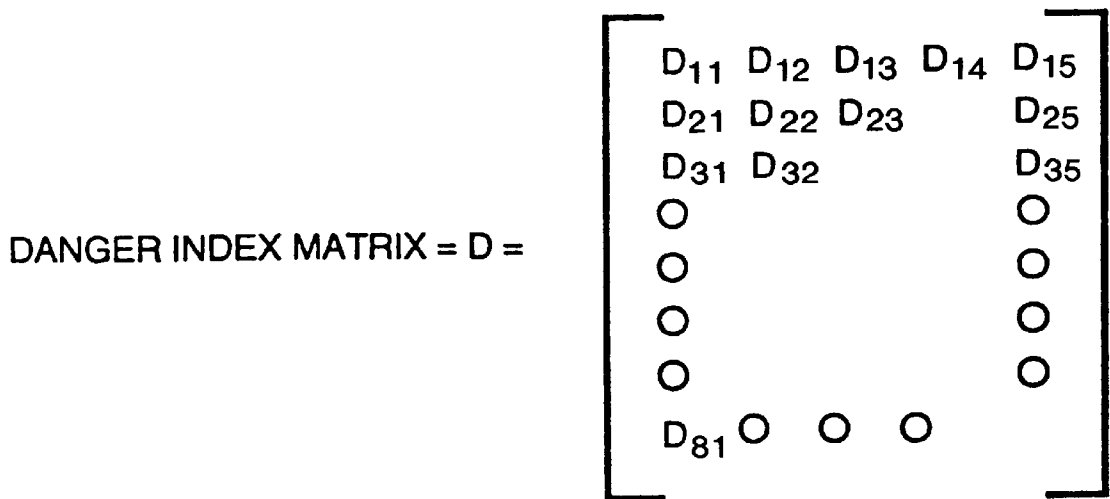 D11 D12 D13 D14 D15
D21 D22 D23 D25
D31 D32 D35
O O
DANGER INDEX MATRIX = D =
O O
O O
O O
D81 O O O